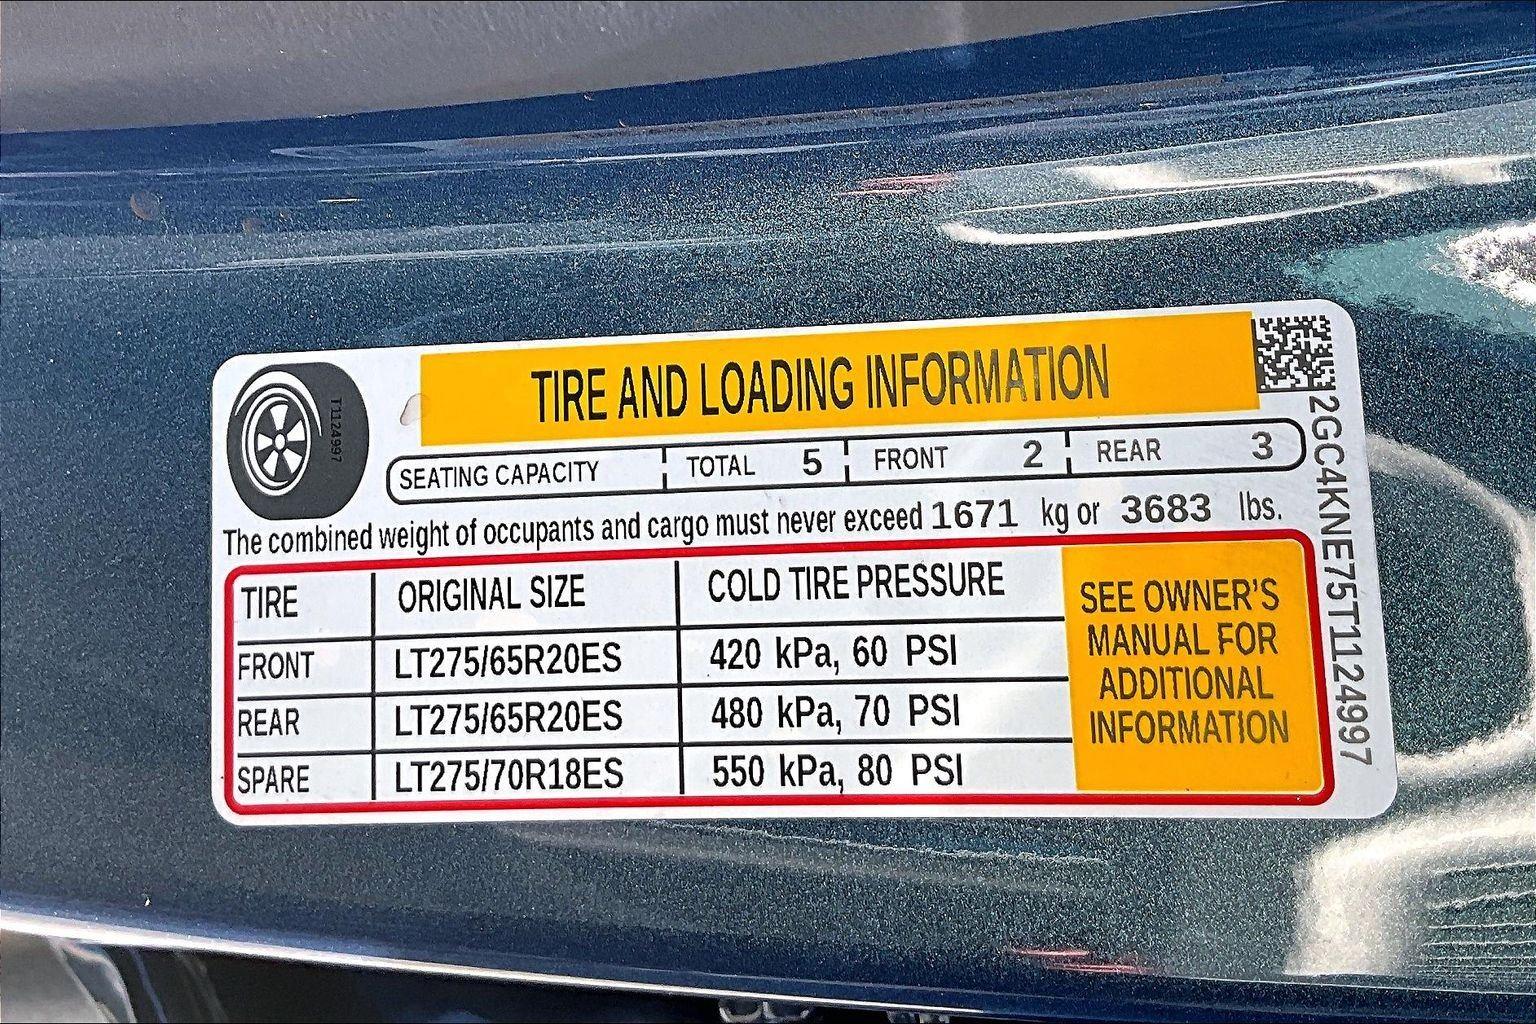 TIRE AND LOADING INFORMATION
T1124997
SEATING CAPACITY TOTAL 5 FRONT 2 REAR 3
The combined weight of occupants and cargo must never exceed 1671 kg or 3683 lbs.
TIRE ORIGINAL SIZE COLD TIRE PRESSURE
FRONT LT275/65R20ES 420 kPa, 60 PSI
REAR LT275/65R20ES 480 kPa, 70 PSI
SPARE LT275/70R18ES 550 kPa, 80 PSI
SEE OWNER'S
MANUAL FOR
ADDITIONAL
INFORMATION
2GC4KNE75T1124997